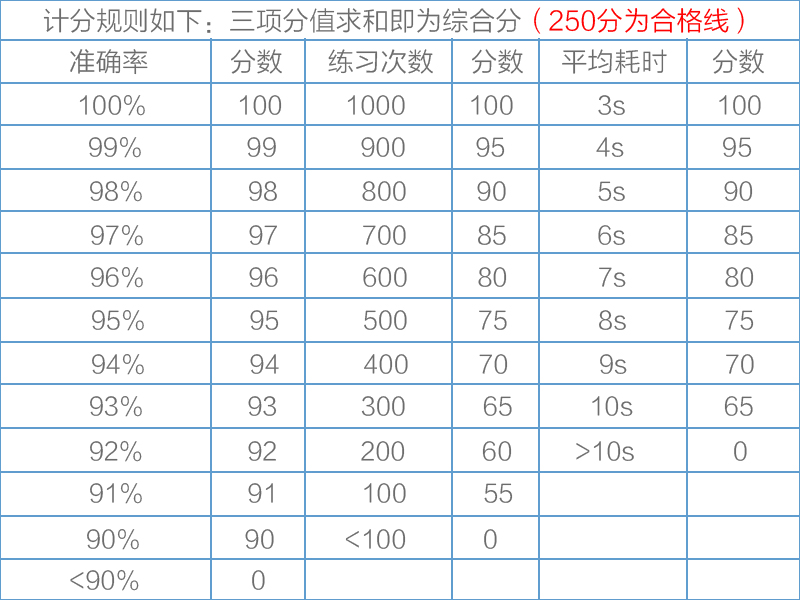 计分规则如下：三项分值求和即为综合分（250分为合格线）
准确率 分数 练习次数 分数 平均耗时 分数
100% 100 1000 100 3s 100
99% 99 900 95 4s 95
98% 98 800 90 5s 90
97% 97 700 85 6s 85
96% 96 600 80 7s 80
95% 95 500 75 8s 75
94% 94 400 70 9s 70
93% 93 300 65 10s 65
92% 92 200 60 >10s 0
91% 91 100 55
90% 90 <100 0
<90% 0